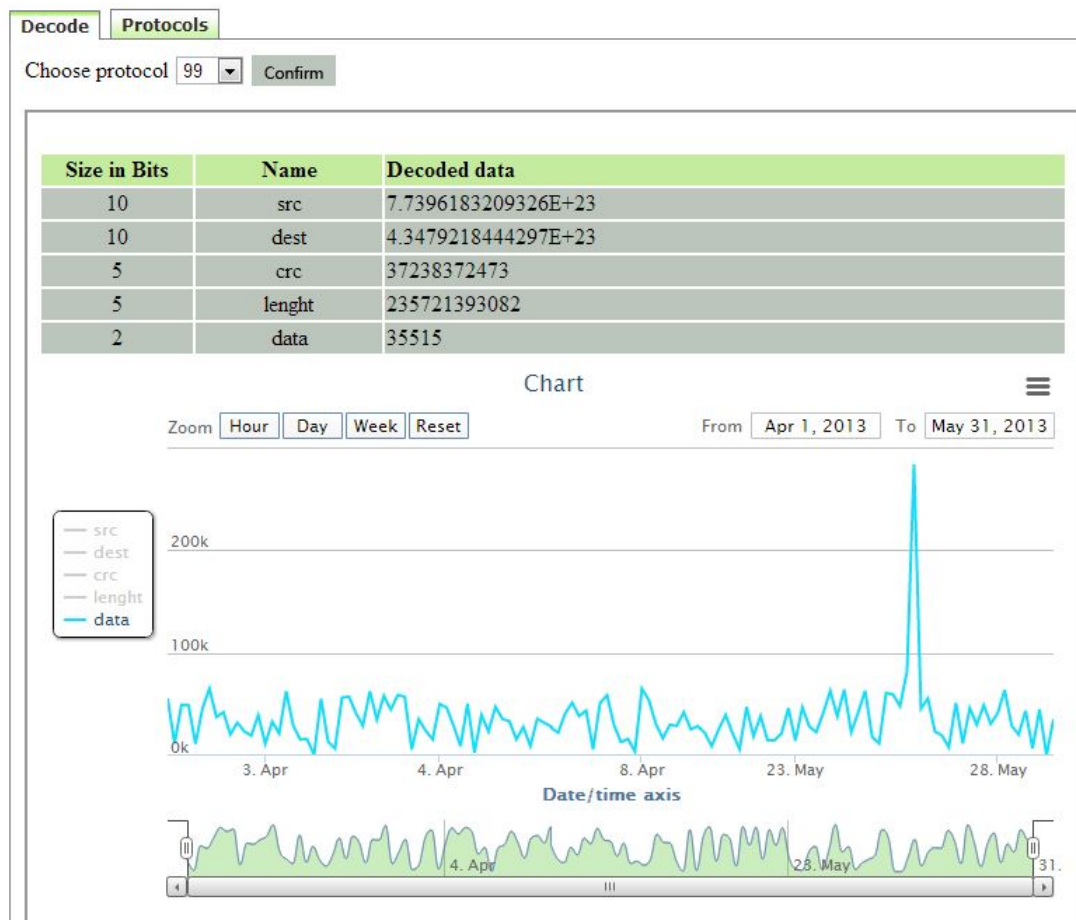 Decode Protocols
Choose protocol 99 Confirm
Size in Bits Name Decoded data
10 src 7.7396183209326E+23
10 dest 4.3479218444297E+23
5 crc 37238372473
5 lenght 235721393082
2 data 35515
Chart
Zoom Hour Day Week Reset From Apr 1, 2013 To May 31, 2013
src
dest
crc
lenght
data
200k
100k
0k
3. Apr 4. Apr 8. Apr 23. May 28. May
Date/time axis
4. Apr 28. May 31.